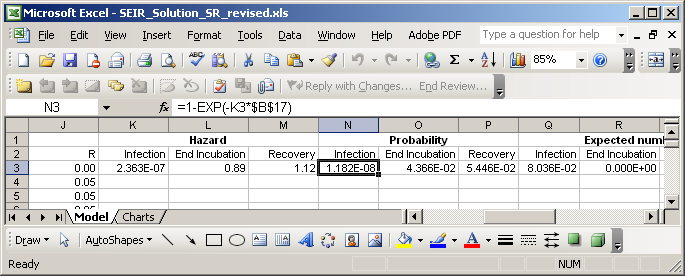 Microsoft Excel - SEIR_Solution_SR_revised.xls
File Edit View Insert Format Tools Data Window Help Adobe PDF Type a question for help
Σ 85%
Reply with Changes... End Review...
N3 fx =1-EXP(-K3*$B$17)
J K L M N O P Q R
1 Hazard Probability Expected num
2 R Infection End Incubation Recovery Infection End Incubation Recovery Infection End Incubation
3 0.00 2.363E-07 0.89 1.12 1.182E-08 4.366E-02 5.446E-02 8.036E-02 0.000E+00
4 0.05
5 0.05
6
Model Charts
Draw AutoShapes A A
Ready NUM